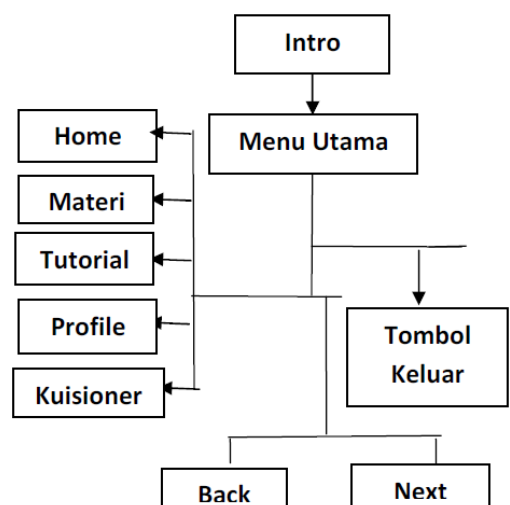 Intro
Menu Utama
Home
Materi
Tutorial
Profile
Kuisioner
Tombol
Keluar
Back
Next